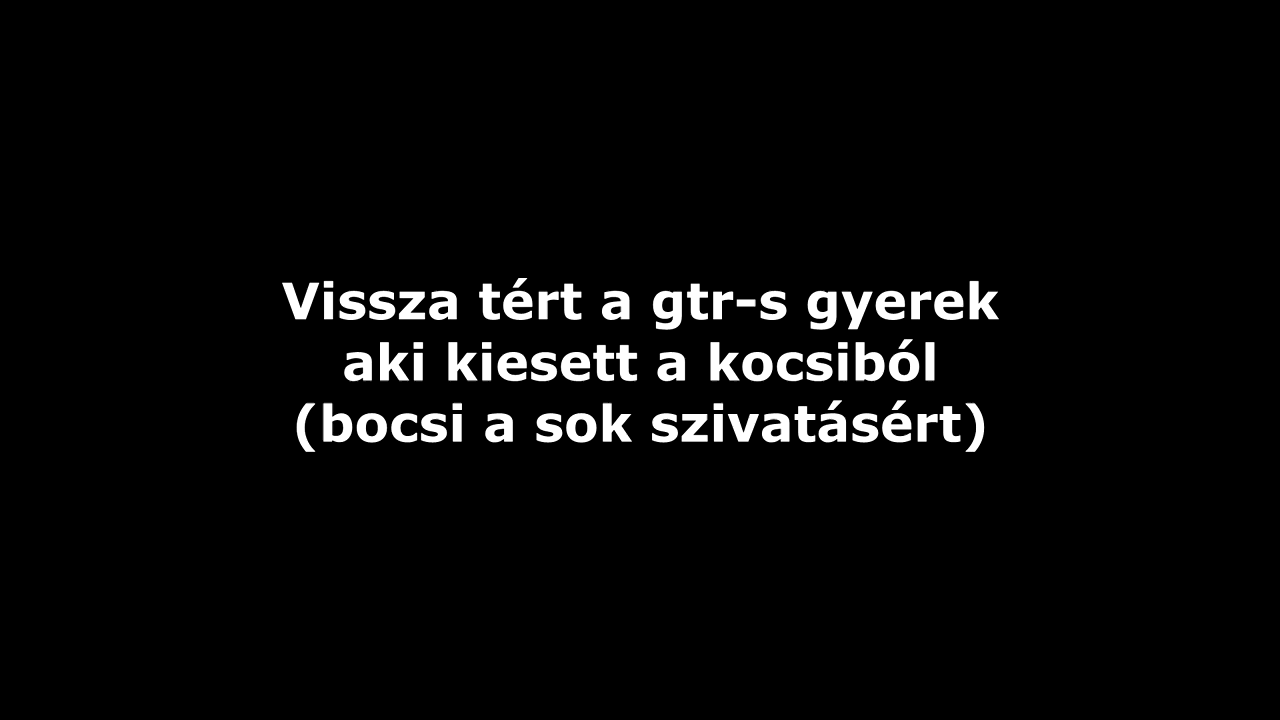 Vissza tért a gtr-s gyerek
aki kiesett a kocsiból
(bocsi a sok szivatásért)